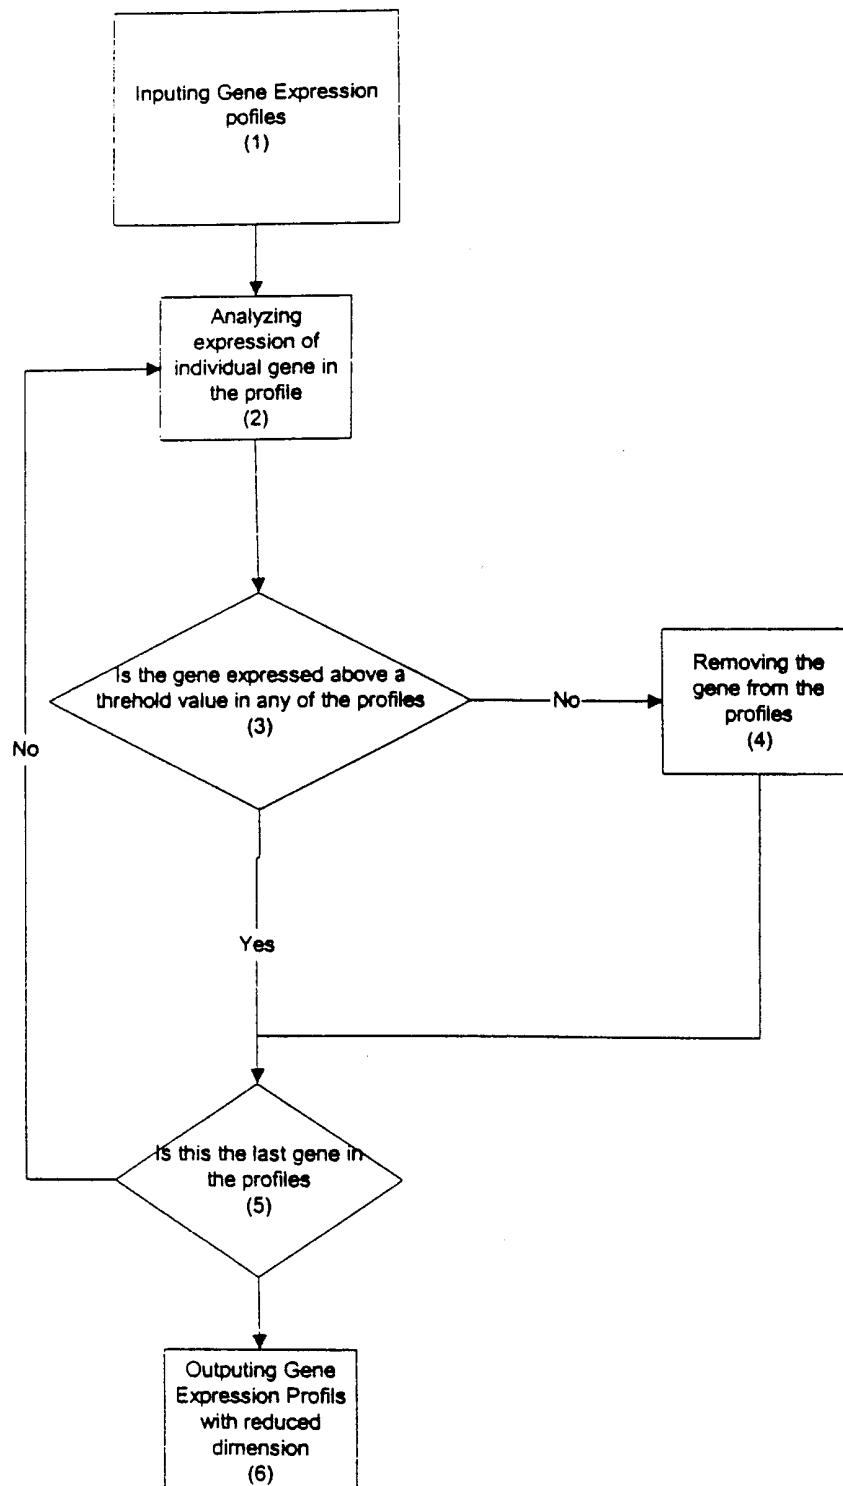 Inputing Gene Expression
pofiles
(1)
Analyzing
expression of
individual gene in
the profile
(2)
Is the gene expressed above a
threhold value in any of the profiles
(3)
No
Removing the
gene from the
profiles
(4)
No
Yes
Is this the last gene in
the profiles
(5)
Outputing Gene
Expression Profils
with reduced
dimension
(6)